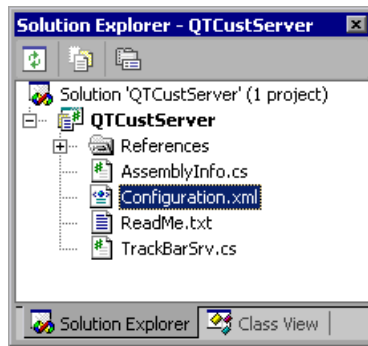 Solution Explorer - QTCustServer
Solution 'QTCustServer' (1 project)
QTCustServer
References
AssemblyInfo.cs
Configuration.xml
ReadMe.txt
TrackBarSrv.cs
Solution Explorer Class View